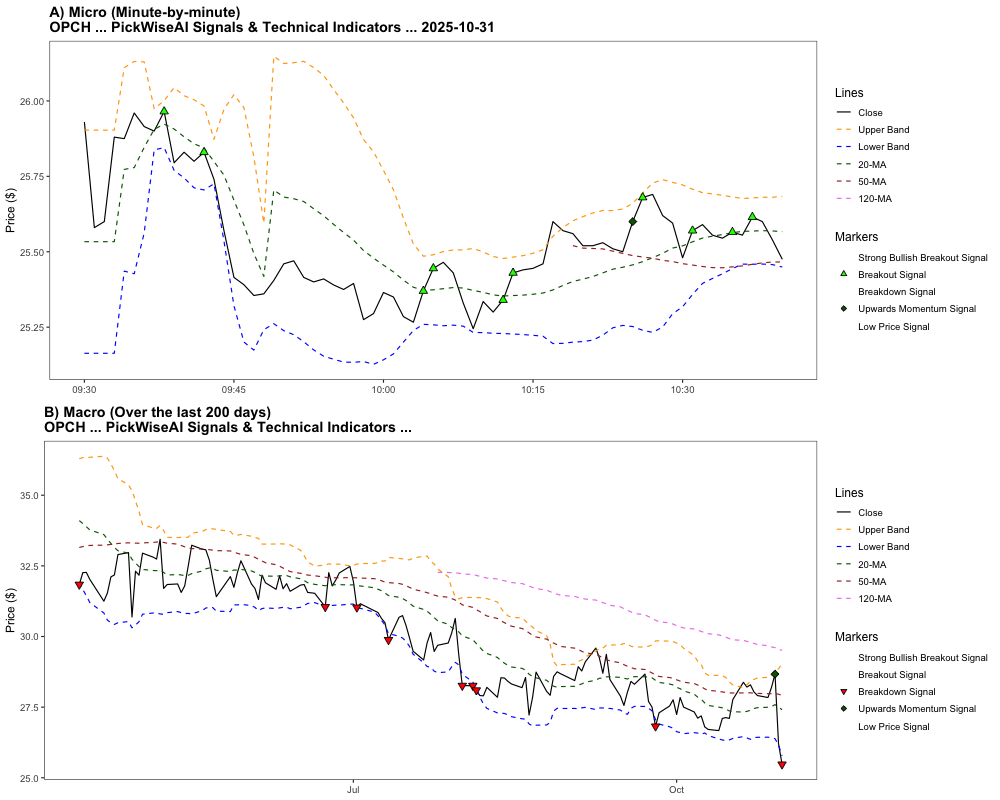 A) Micro (Minute-by-minute)
OPCH ... PickWiseAI Signals & Technical Indicators ... 2025-10-31
Price ($)
26.00
25.75
25.50
25.25
09:30
09:45
10:00
10:15
10:30
Lines
Close
Upper Band
Lower Band
20-MA
50-MA
120-MA
Markers
Strong Bullish Breakout Signal
Breakout Signal
Breakdown Signal
Upwards Momentum Signal
Low Price Signal
B) Macro (Over the last 200 days)
OPCH ... PickWiseAI Signals & Technical Indicators ...
Price ($)
35.0
32.5
30.0
27.5
25.0
Jul
Oct
Lines
Close
Upper Band
Lower Band
20-MA
50-MA
120-MA
Markers
Strong Bullish Breakout Signal
Breakout Signal
Breakdown Signal
Upwards Momentum Signal
Low Price Signal